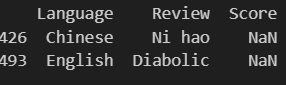 Language Review Score
426 Chinese Ni hao NaN
493 English Diabolic NaN